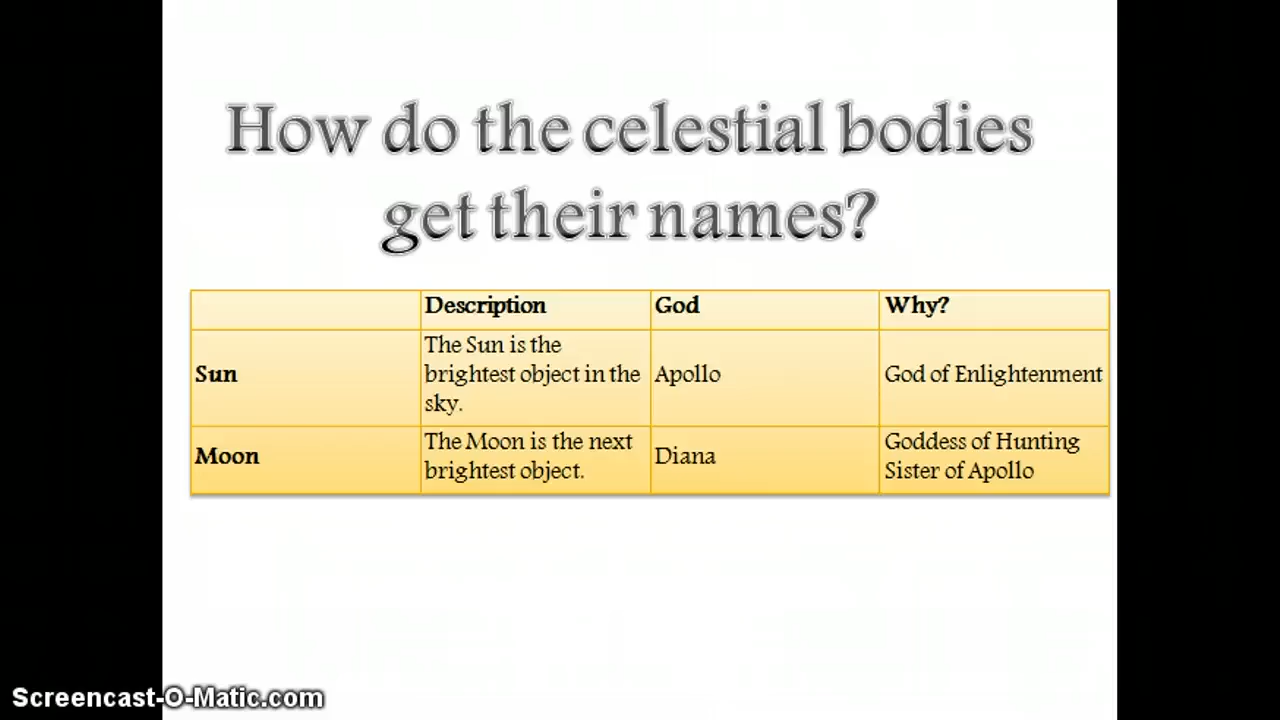 How do the celestial bodies
get their names?
Description God Why?
Sun The Sun is the brightest object in the sky. Apollo God of Enlightenment
Moon The Moon is the next brightest object. Diana Goddess of Hunting Sister of Apollo
Screencast-O-Matic.com